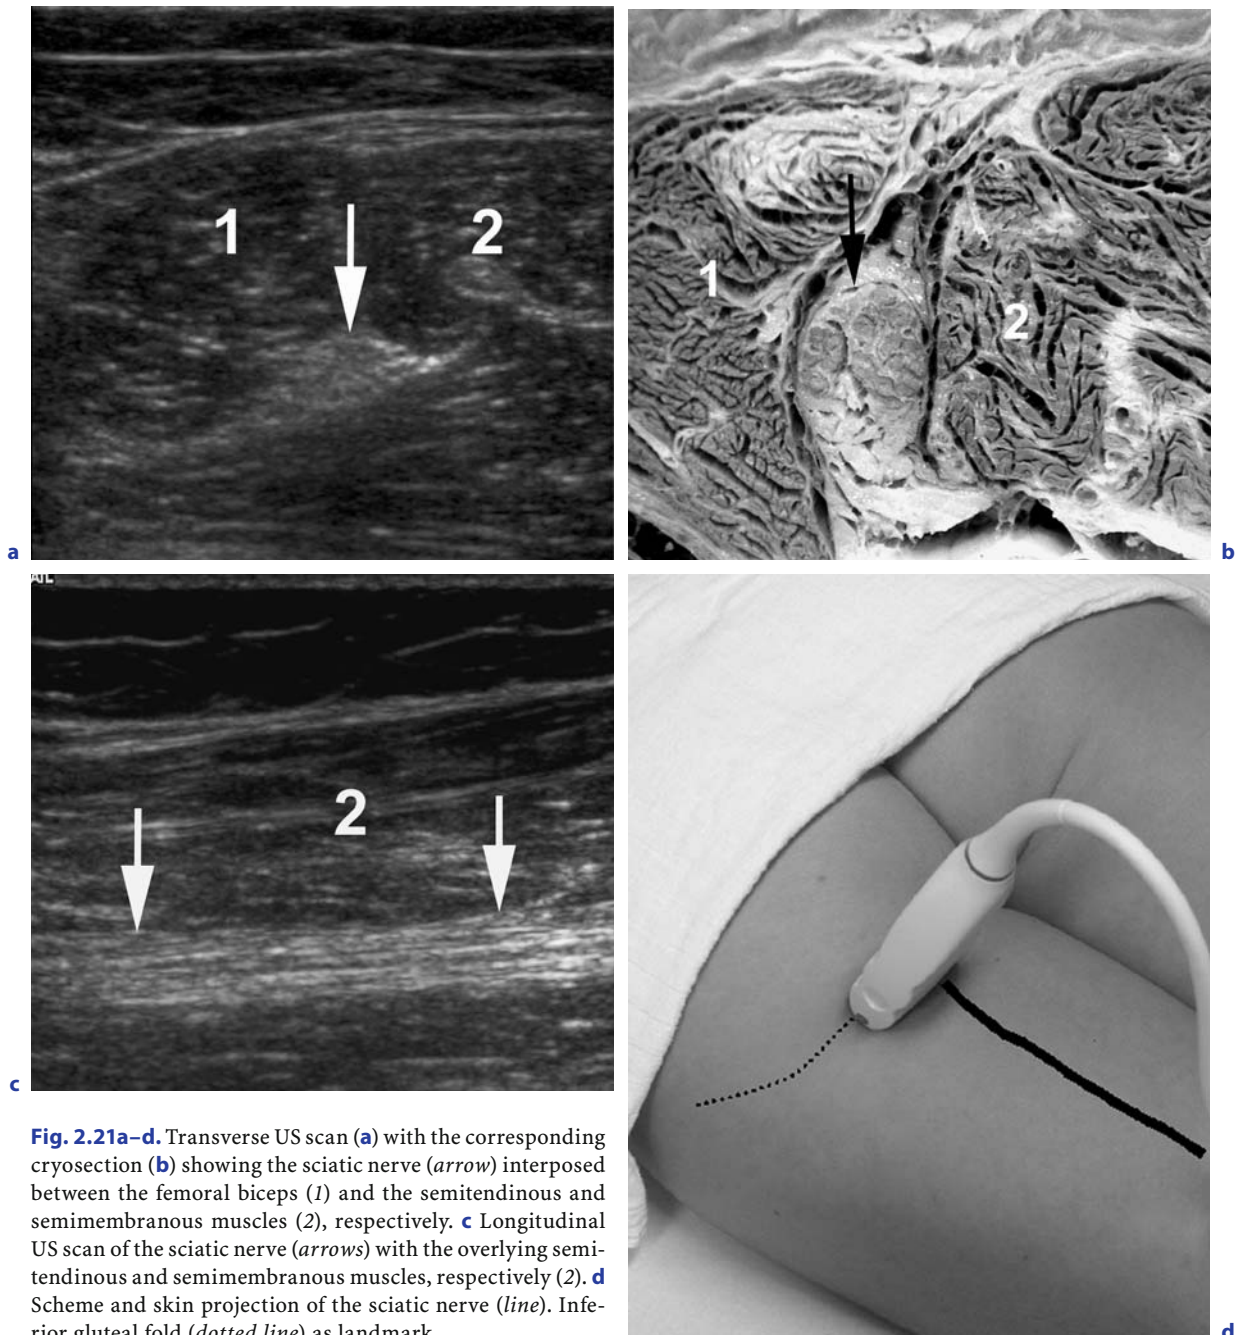 1
2
1
2
a
b
ATL
2
c
Fig. 2.21a–d. Transverse US scan (a) with the corresponding
cryosection (b) showing the sciatic nerve (arrow) interposed
between the femoral biceps (1) and the semitendinous and
semimembranous muscles (2), respectively. c Longitudinal
US scan of the sciatic nerve (arrows) with the overlying semi-
tendinous and semimembranous muscles, respectively (2). d
Scheme and skin projection of the sciatic nerve (line). Infe-
rior gluteal fold (dotted line) as landmark
d